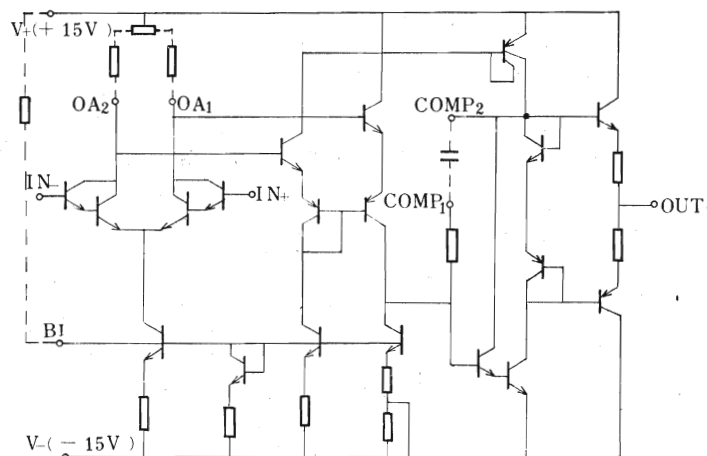 V+(+ 15V)
OA2 OA1
COMP2
IN-
IN+
COMP1
OUT
BI
V-(- 15V)